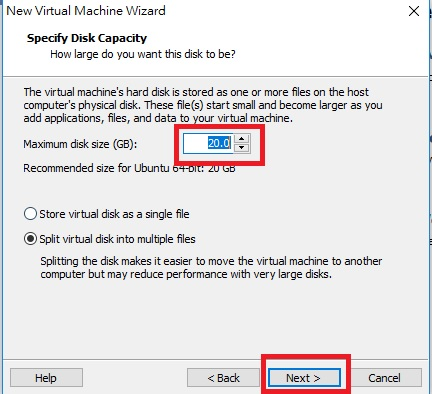 New Virtual Machine Wizard
Specify Disk Capacity
How large do you want this disk to be?
The virtual machine's hard disk is stored as one or more files on the host
computer's physical disk. These file(s) start small and become larger as you
add applications, files, and data to your virtual machine.
Maximum disk size (GB):
20.0
Recommended size for Ubuntu 64-bit: 20 GB
Store virtual disk as a single file
Split virtual disk into multiple files
Splitting the disk makes it easier to move the virtual machine to another
computer but may reduce performance with very large disks.
Help
< Back
Next >
Cancel